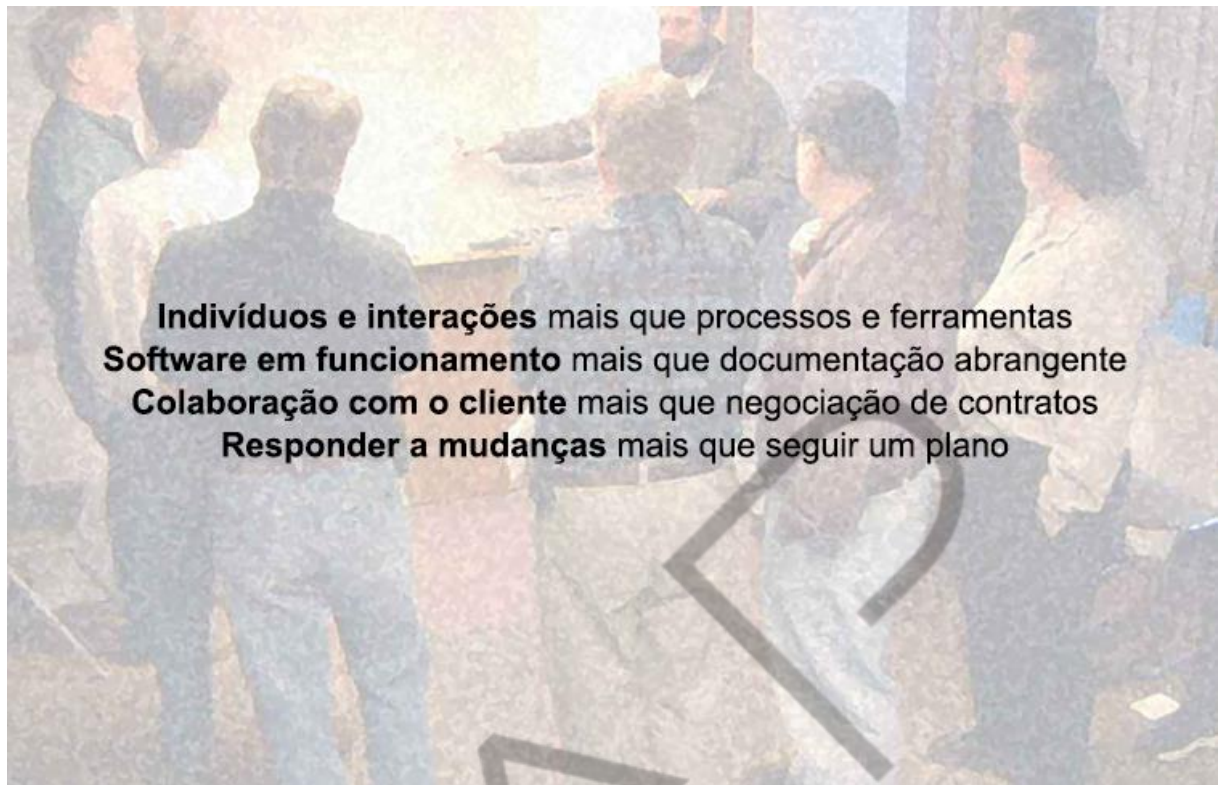 Indivíduos e interações mais que processos e ferramentas
Software em funcionamento mais que documentação abrangente
Colaboração com o cliente mais que negociação de contratos
Responder a mudanças mais que seguir um plano